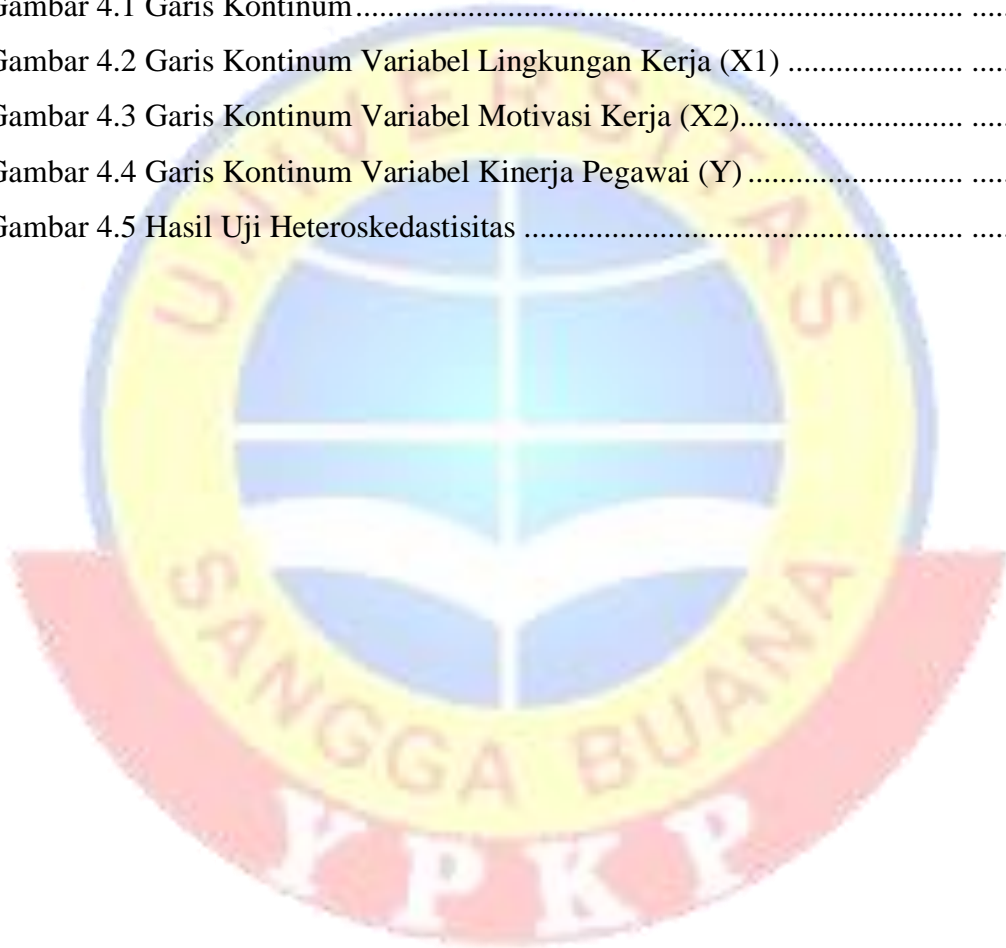 Gambar 4.1 Garis Kontinum............................................................................ .....
Gambar 4.2 Garis Kontinum Variabel Lingkungan Kerja (X1) ...................... .....
Gambar 4.3 Garis Kontinum Variabel Motivasi Kerja (X2)............................ .....
Gambar 4.4 Garis Kontinum Variabel Kinerja Pegawai (Y) ........................... .....
Gambar 4.5 Hasil Uji Heteroskedastisitas ....................................................... .....
UNIVERSITAS
SANGGA BUANA
YPKP